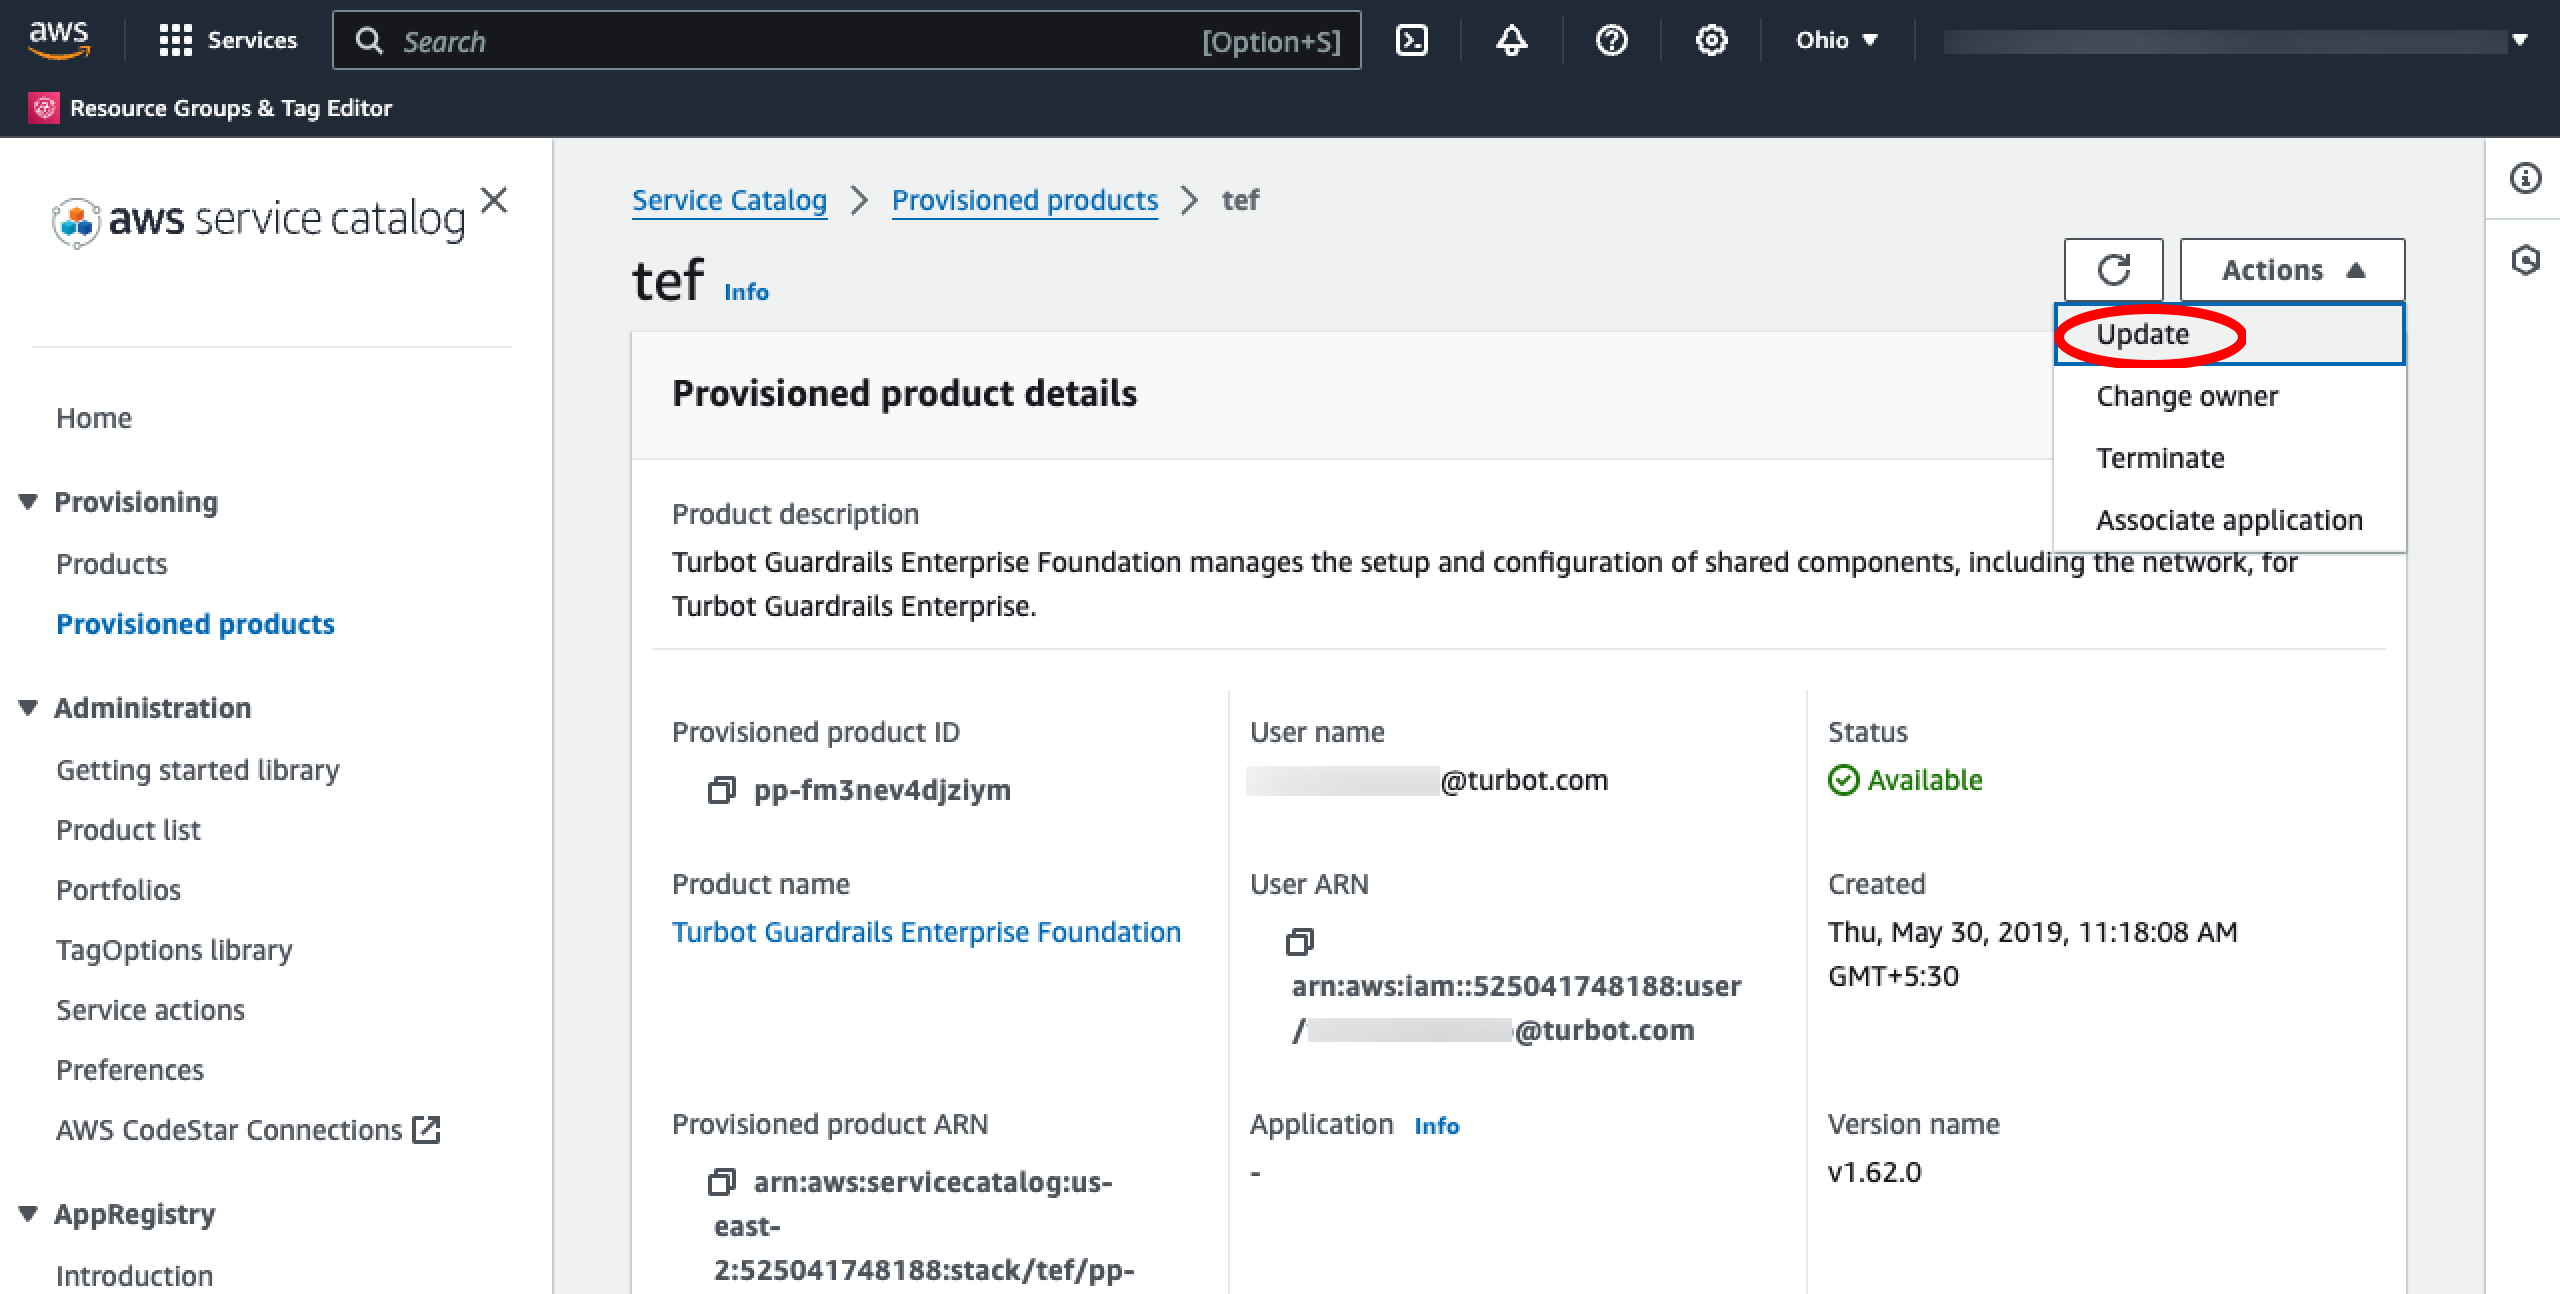 aws
Services
Search
[Option+S]
Ohio
Resource Groups & Tag Editor
aws service catalog
Home
Provisioning
Products
Provisioned products
Administration
Getting started library
Product list
Portfolios
TagOptions library
Service actions
Preferences
AWS CodeStar Connections
AppRegistry
Introduction
Service Catalog > Provisioned products > tef
tef Info
Actions
Update
Change owner
Terminate
Associate application
Provisioned product details
Product description
Turbot Guardrails Enterprise Foundation manages the setup and configuration of shared components, including the network, for
Turbot Guardrails Enterprise.
Provisioned product ID
pp-fm3nev4djziym
Product name
Turbot Guardrails Enterprise Foundation
Provisioned product ARN
arn:aws:servicecatalog:us-
east-
2:525041748188:stack/tef/pp-
User name
@turbot.com
User ARN
arn:aws:iam::525041748188:user
/ @turbot.com
Application Info
-
Status
Available
Created
Thu, May 30, 2019, 11:18:08 AM
GMT+5:30
Version name
v1.62.0